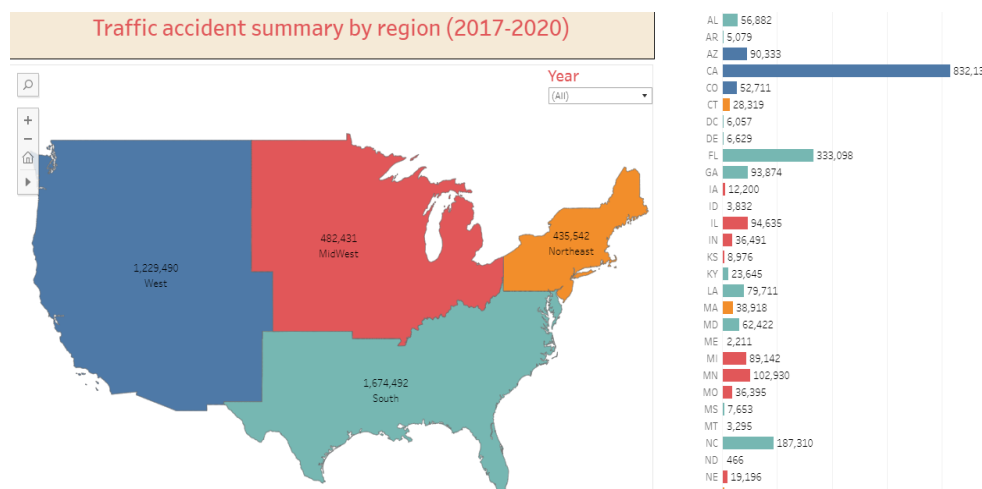 Traffic accident summary by region (2017-2020)
Year
(All)
+
−
1,229,490
West
482,431
MidWest
435,542
Northeast
1,674,492
South
AL 56,882
AR 5,079
AZ 90,333
CA 832,13
CO 52,711
CT 28,319
DC 6,057
DE 6,629
FL 333,098
GA 93,874
IA 12,200
ID 3,832
IL 94,635
IN 36,491
KS 8,976
KY 23,645
LA 79,711
MA 38,918
MD 62,422
ME 2,211
MI 89,142
MN 102,930
MO 36,395
MS 7,653
MT 3,295
NC 187,310
ND 466
NE 19,196